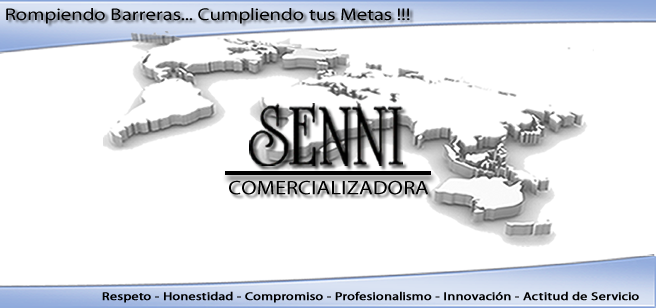 Rompiendo Barreras... Cumpliendo tus Metas !!!
SENNI
COMERCIALIZADORA
Respeto - Honestidad - Compromiso - Profesionalismo - Innovación - Actitud de Servicio